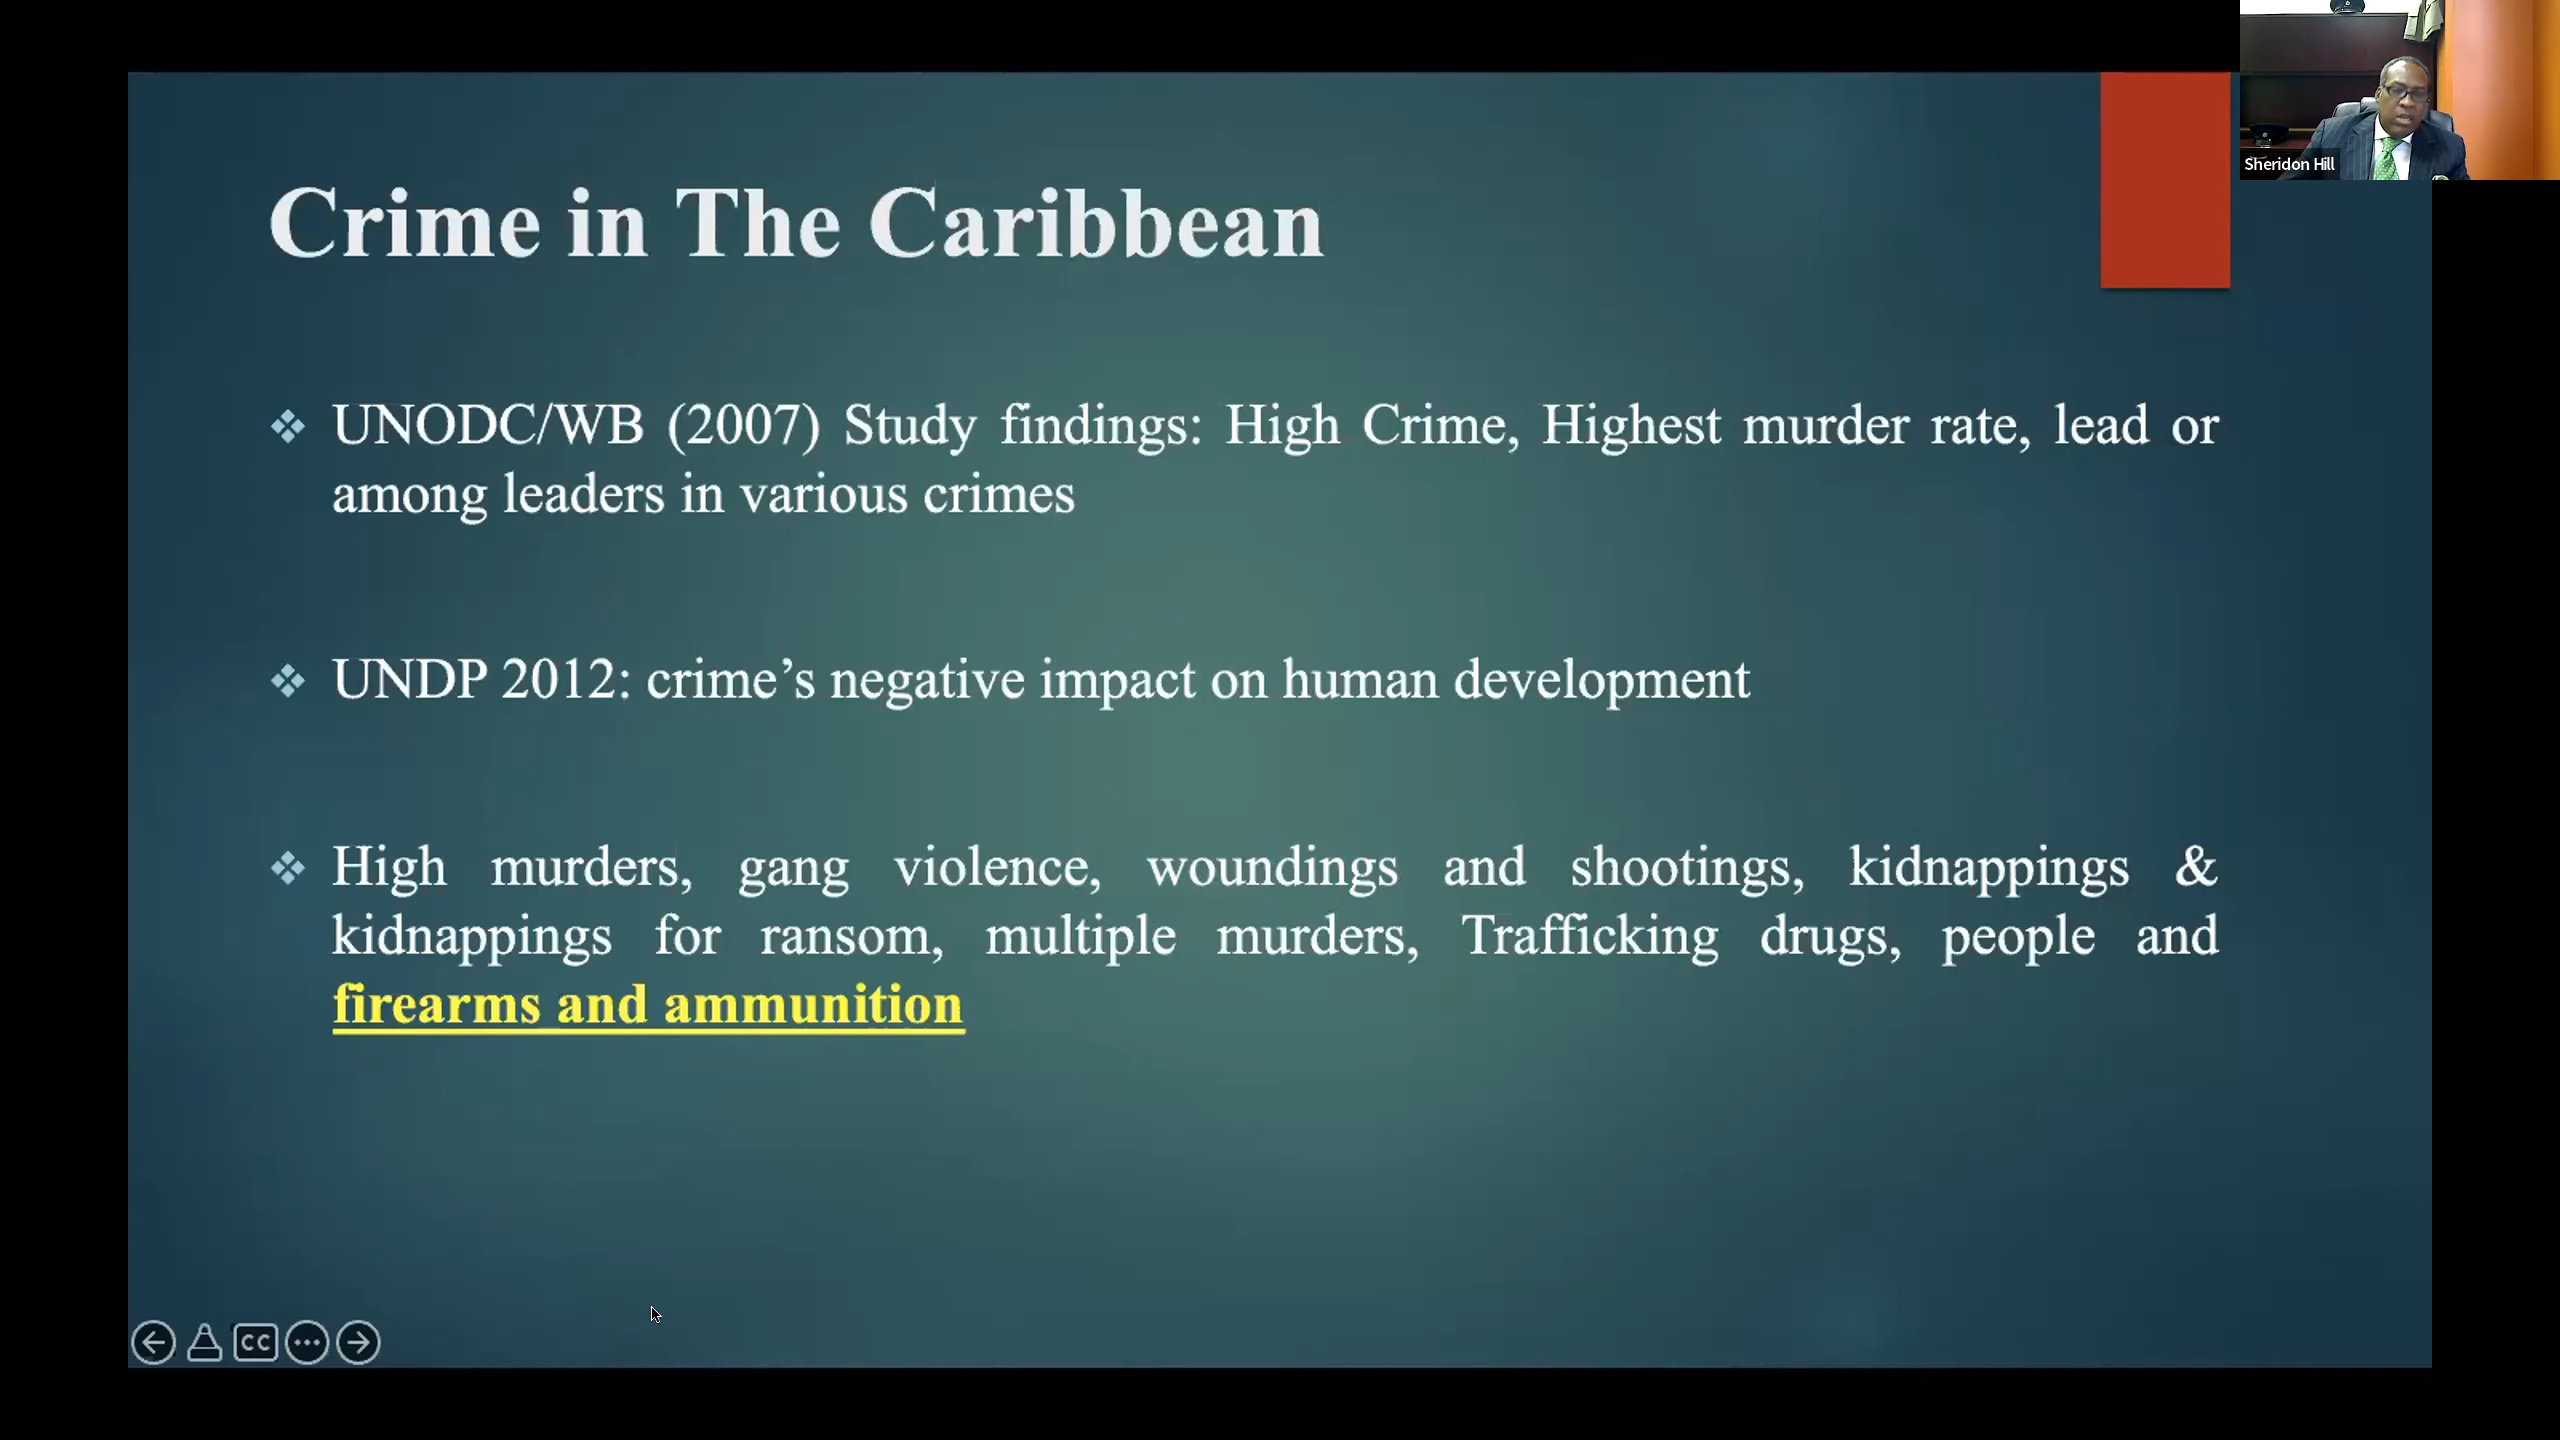 Sheridon Hill
Crime in The Caribbean
UNODC/WB (2007) Study findings: High Crime, Highest murder rate, lead or
among leaders in various crimes
UNDP 2012: crime’s negative impact on human development
High murders, gang violence, woundings and shootings, kidnappings &
kidnappings for ransom, multiple murders, Trafficking drugs, people and
firearms and ammunition
CC